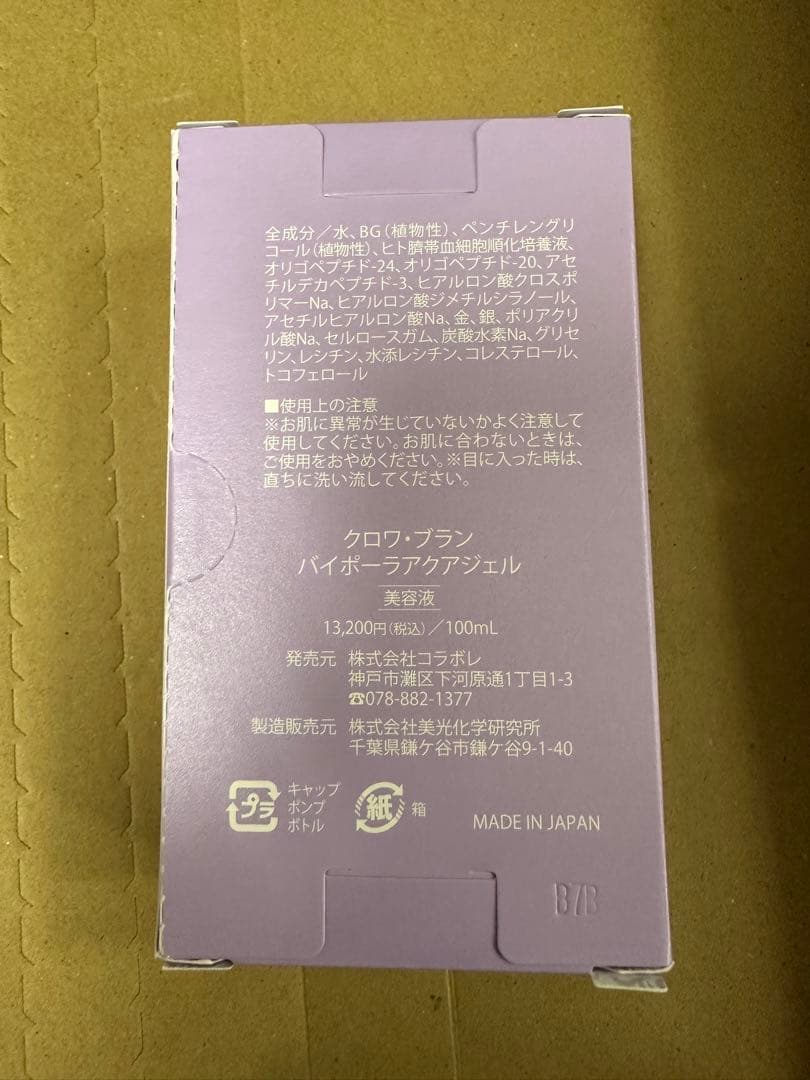 全成分／水、BG（植物性）、ペンチレングリ
コール（植物性）、ヒト臍帯血細胞順化培養液、
オリゴペプチド-24、オリゴペプチド-20、アセ
チルデカペプチド-3、ヒアルロン酸クロスポ
リマーNa、ヒアルロン酸ジメチルシラノール、
アセチルヒアルロン酸Na、金、銀、ポリアクリ
ル酸Na、セルロースガム、炭酸水素Na、グリセ
リン、レシチン、水添レシチン、コレステロール、
トコフェロール
■使用上の注意
※お肌に異常が生じていないかよく注意して
使用してください。お肌に合わないときは、
ご使用をおやめください。※目に入った時は、
直ちに洗い流してください。
クロワ・ブラン
バイポーラアクアジェル
美容液
13,200円（税込）／100mL
発売元 株式会社コラボレ
神戸市灘区下河原通1丁目1-3
☎078-882-1377
製造販売元 株式会社美光化学研究所
千葉県鎌ケ谷市鎌ケ谷9-1-40
プラ キャップ
ポンプ
ボトル
紙 箱
MADE IN JAPAN
B7B